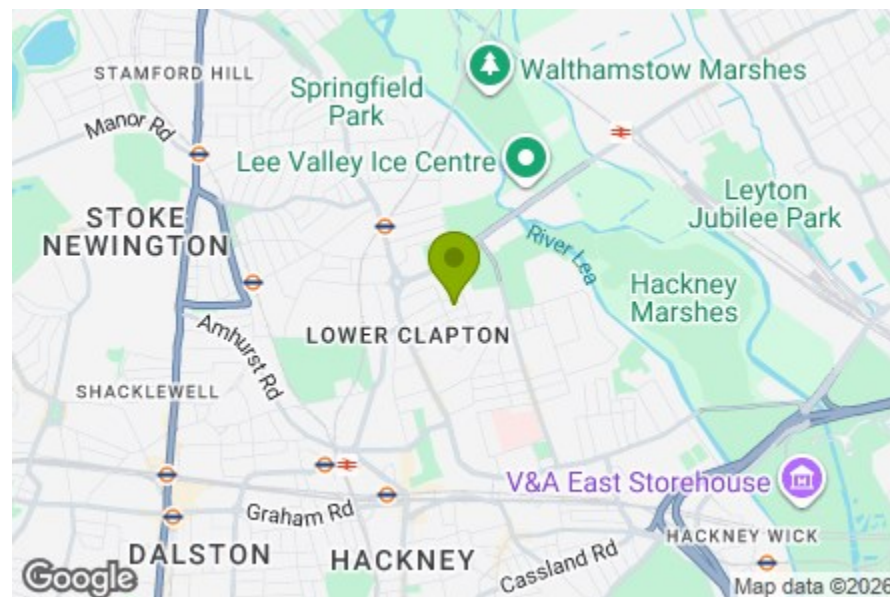 STAMFORD HILL
Walthamstow Marshes
Springfield
Park
Manor Rd
Lee Valley Ice Centre
Leyton
Jubilee Park
STOKE
NEWINGTON
River Lea
Hackney
Marshes
LOWER CLAPTON
Amhurst Rd
SHACKLEWELL
V&A East Storehouse
Graham Rd
HACKNEY WICK
DALSTON
HACKNEY
Cassland Rd
Google
Map data ©2026